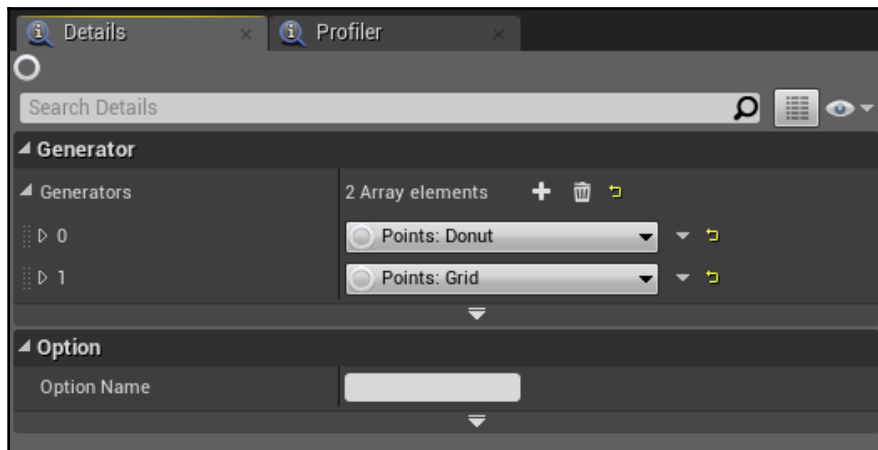 Details
Profiler
Search Details
Generator
Generators 2 Array elements
0 Points: Donut
1 Points: Grid
Option
Option Name